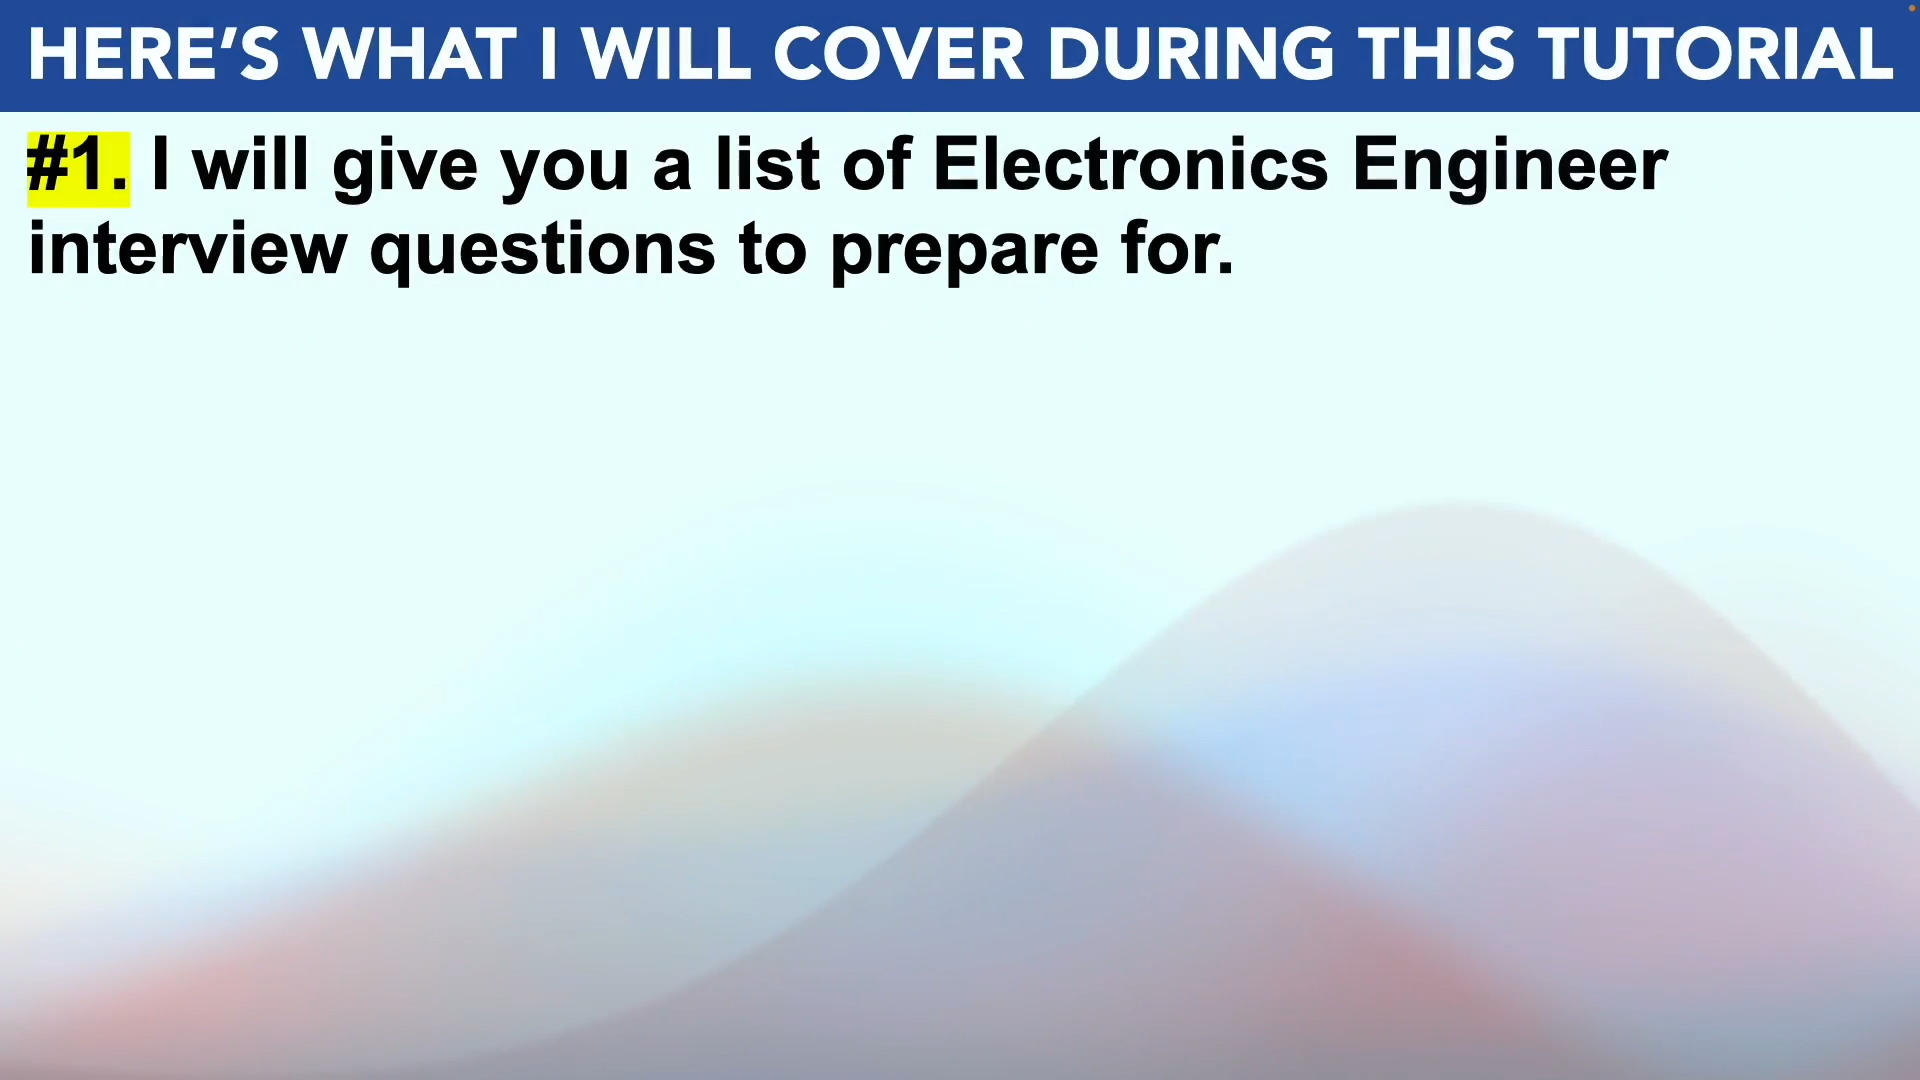 HERE’S WHAT I WILL COVER DURING THIS TUTORIAL
#1. I will give you a list of Electronics Engineer
interview questions to prepare for.